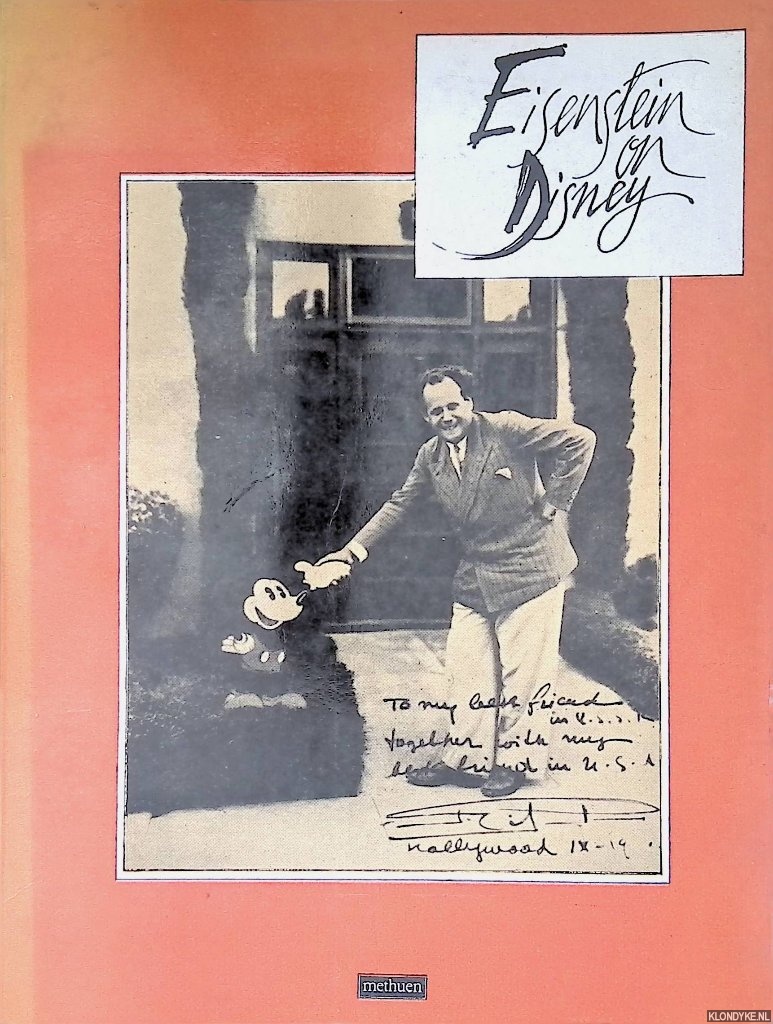 Eisenstein
on
Disney
To my best friend
in U.S.S.R
together with my
best friend in U.S.A
Hollywood IX-19
methuen
KLONDYKE.NL